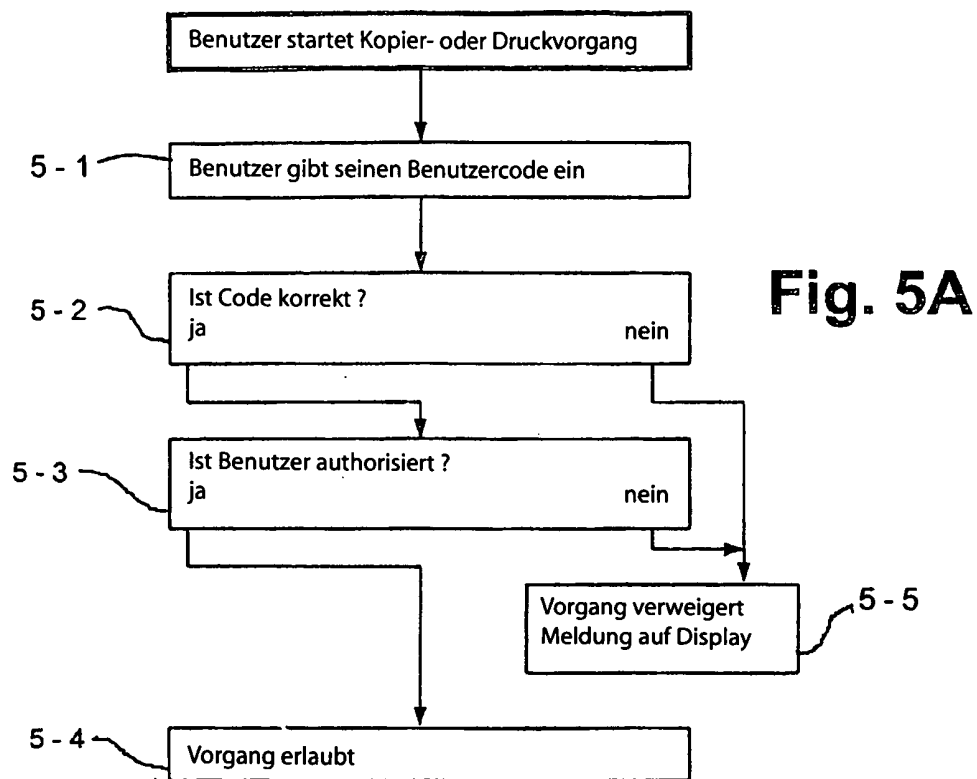 Benutzer startet Kopier- oder Druckvorgang
5 - 1
Benutzer gibt seinen Benutzercode ein
5 - 2
Ist Code korrekt ?
ja nein
Fig. 5A
5 - 3
Ist Benutzer authorisiert ?
ja nein
Vorgang verweigert
Meldung auf Display
5 - 5
5 - 4
Vorgang erlaubt